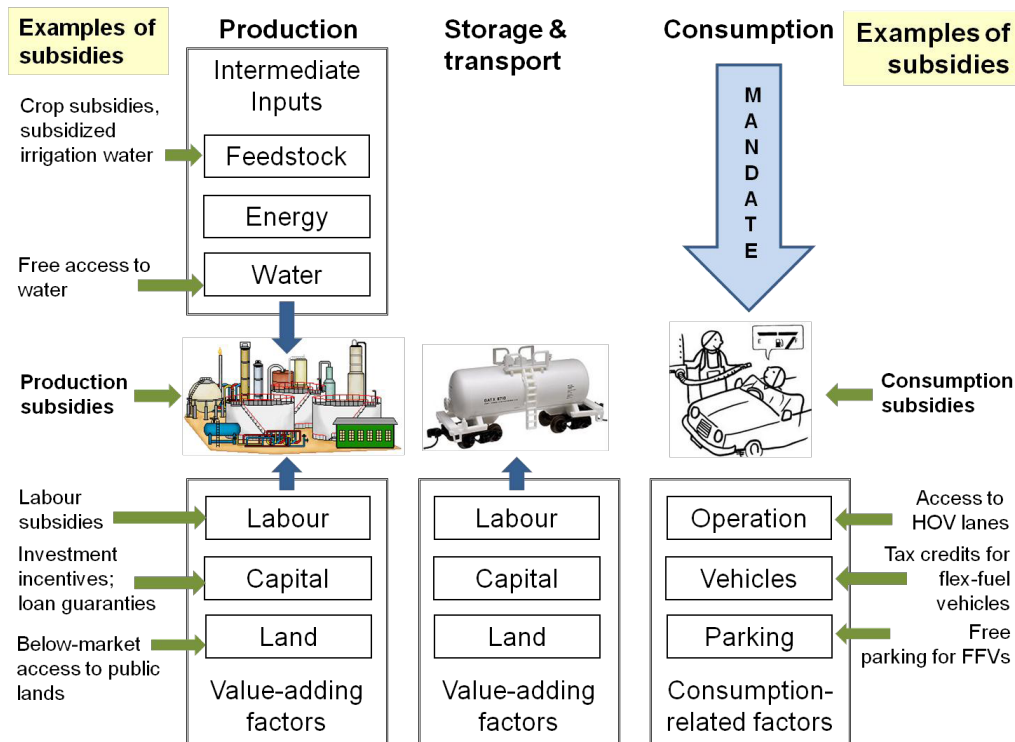 Examples of
subsidies
Production
Storage &
transport
Consumption
Examples of
subsidies
Intermediate
Inputs
Crop subsidies,
subsidized
irrigation water
Feedstock
Energy
Free access to
water
Water
M
A
N
D
A
T
E
Production
subsidies
Consumption
subsidies
Labour
subsidies
Labour
Investment
incentives;
loan guaranties
Capital
Below-market
access to public
lands
Land
Value-adding
factors
Labour
Capital
Land
Value-adding
factors
Operation
Access to
HOV lanes
Vehicles
Tax credits for
flex-fuel
vehicles
Parking
Free
parking for FFVs
Consumption-
related factors